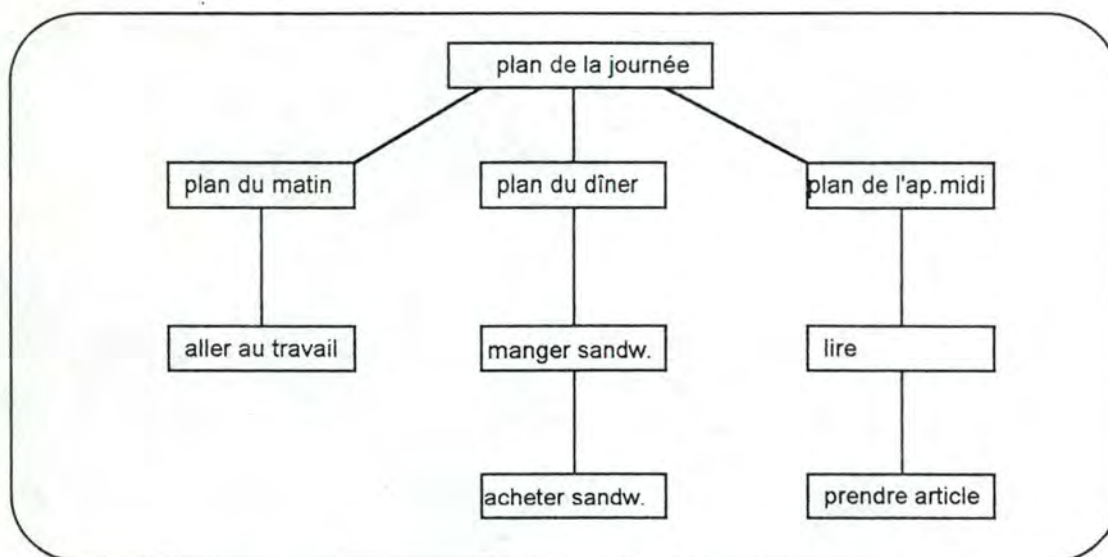 plan de la journée
plan du matin
plan du dîner
plan de l'ap.midi
aller au travail
manger sandw.
lire
acheter sandw.
prendre article